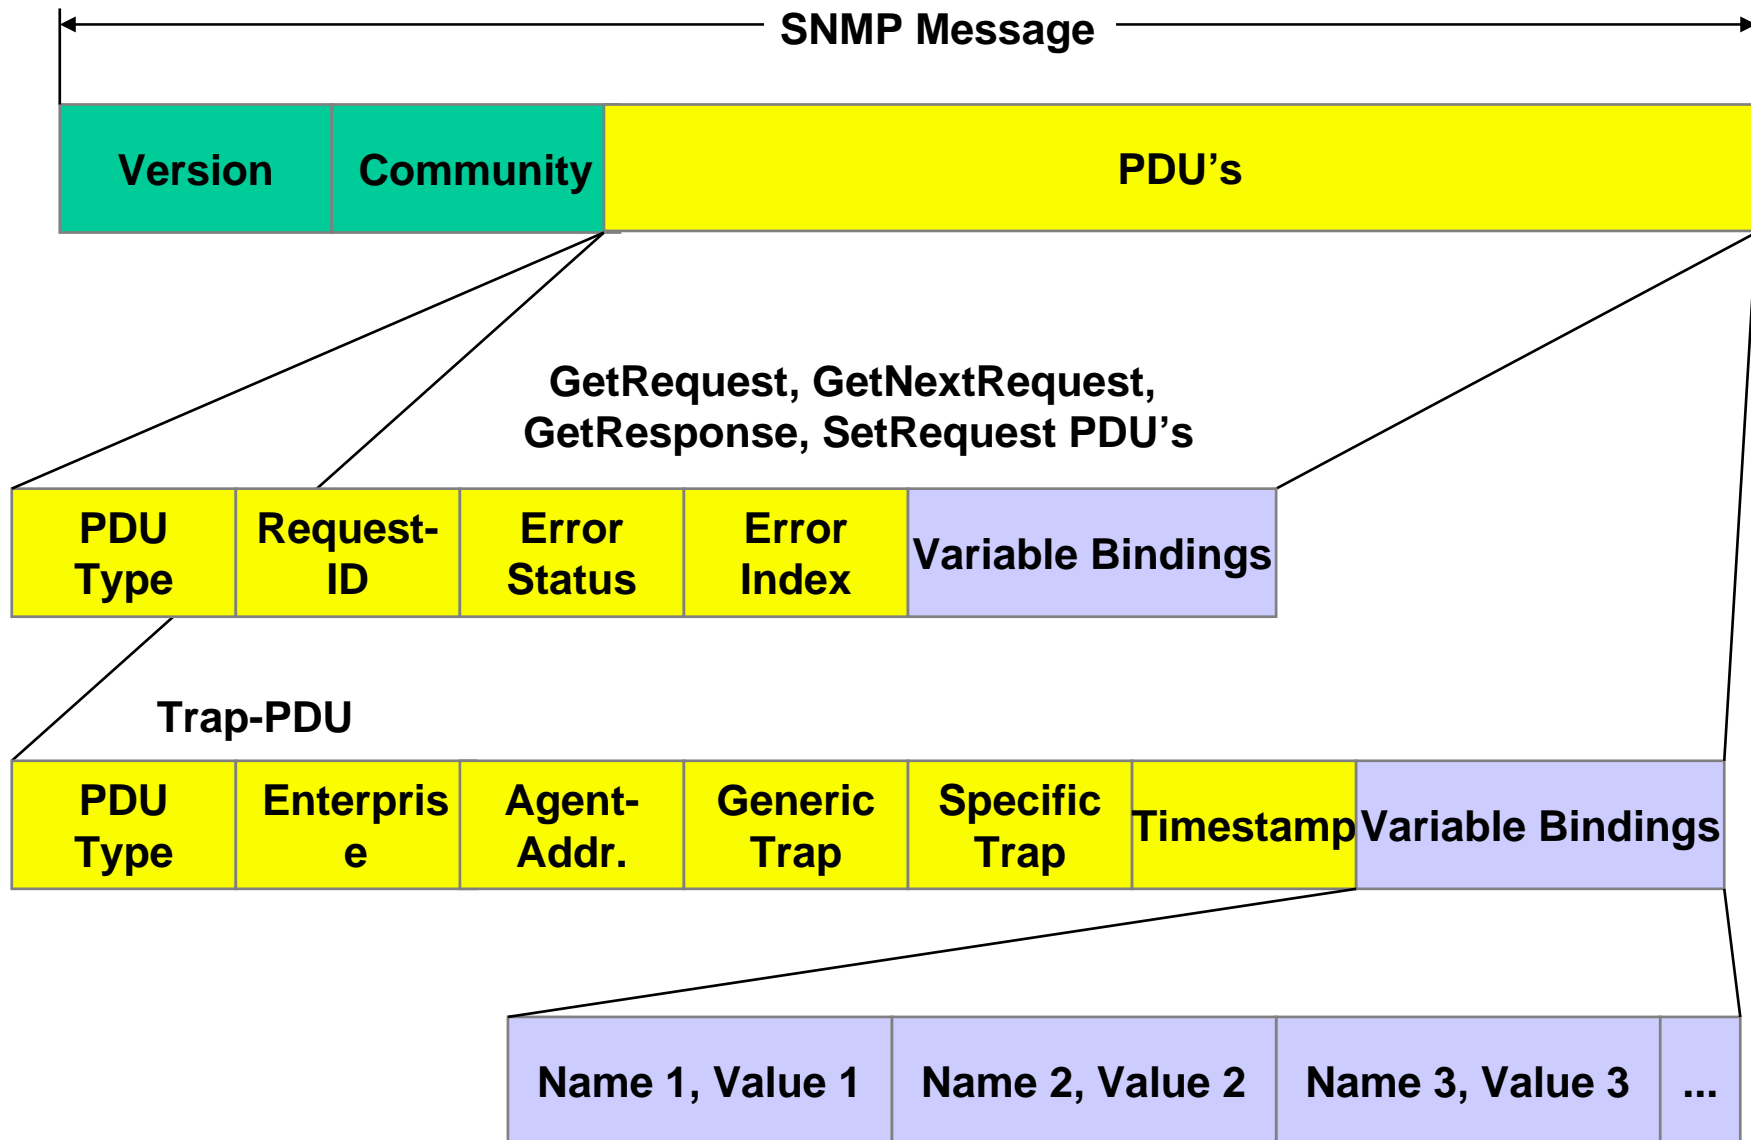 SNMP Message
Version
Community
PDU’s
GetRequest, GetNextRequest,
GetResponse, SetRequest PDU’s
PDU
Type
Request-
ID
Error
Status
Error
Index
Variable Bindings
Trap-PDU
PDU
Type
Enterpris
e
Agent-
Addr.
Generic
Trap
Specific
Trap
Timestamp
Variable Bindings
Name 1, Value 1
Name 2, Value 2
Name 3, Value 3
...